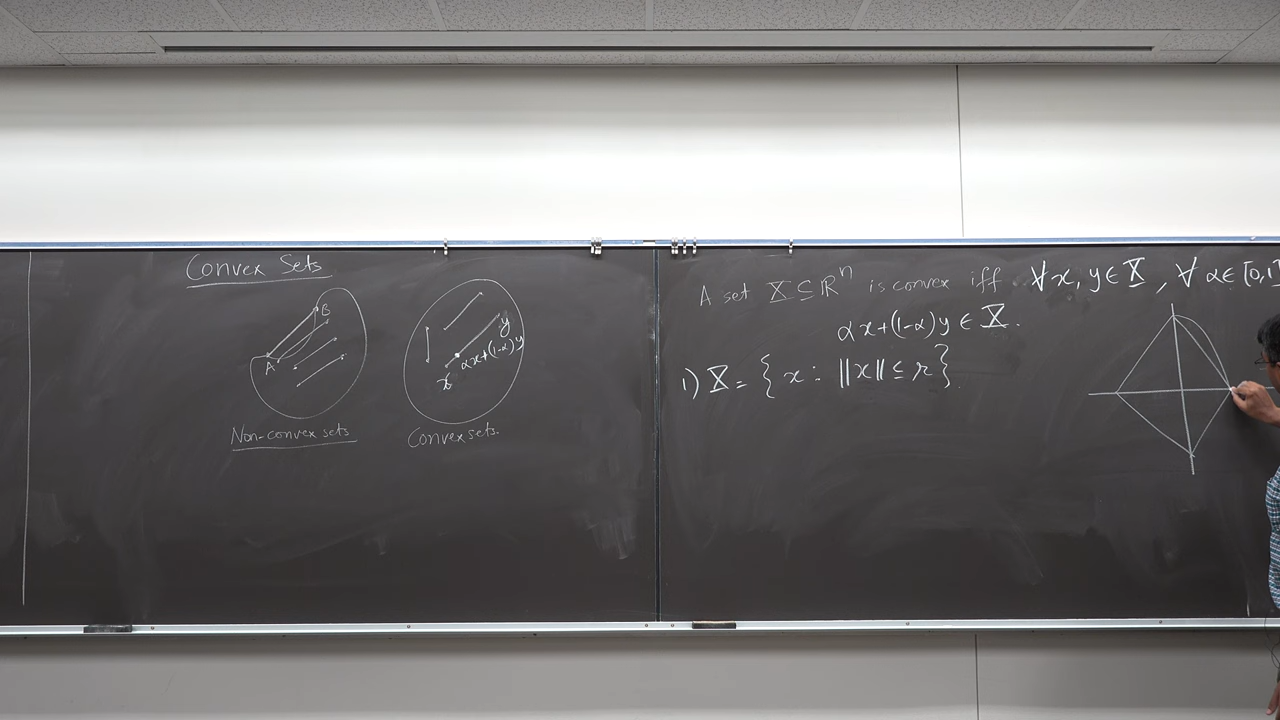 Convex Sets
B
A
Non-convex sets
y
αx+(1-α)y
x
Convex sets.
A set X ⊆ ℝⁿ is convex iff ∀x, y ∈ X, ∀ α ∈ [0,1]
αx+(1-α)y ∈ X.
1) X = { x : ||x|| ≤ r }.